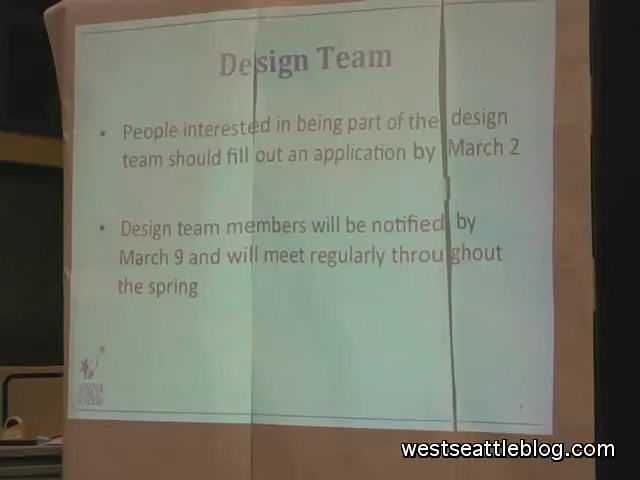 Design Team
• People interested in being part of the design
team should fill out an application by March 2
• Design team members will be notified by
March 9 and will meet regularly throughout
the spring
westseattleblog.com